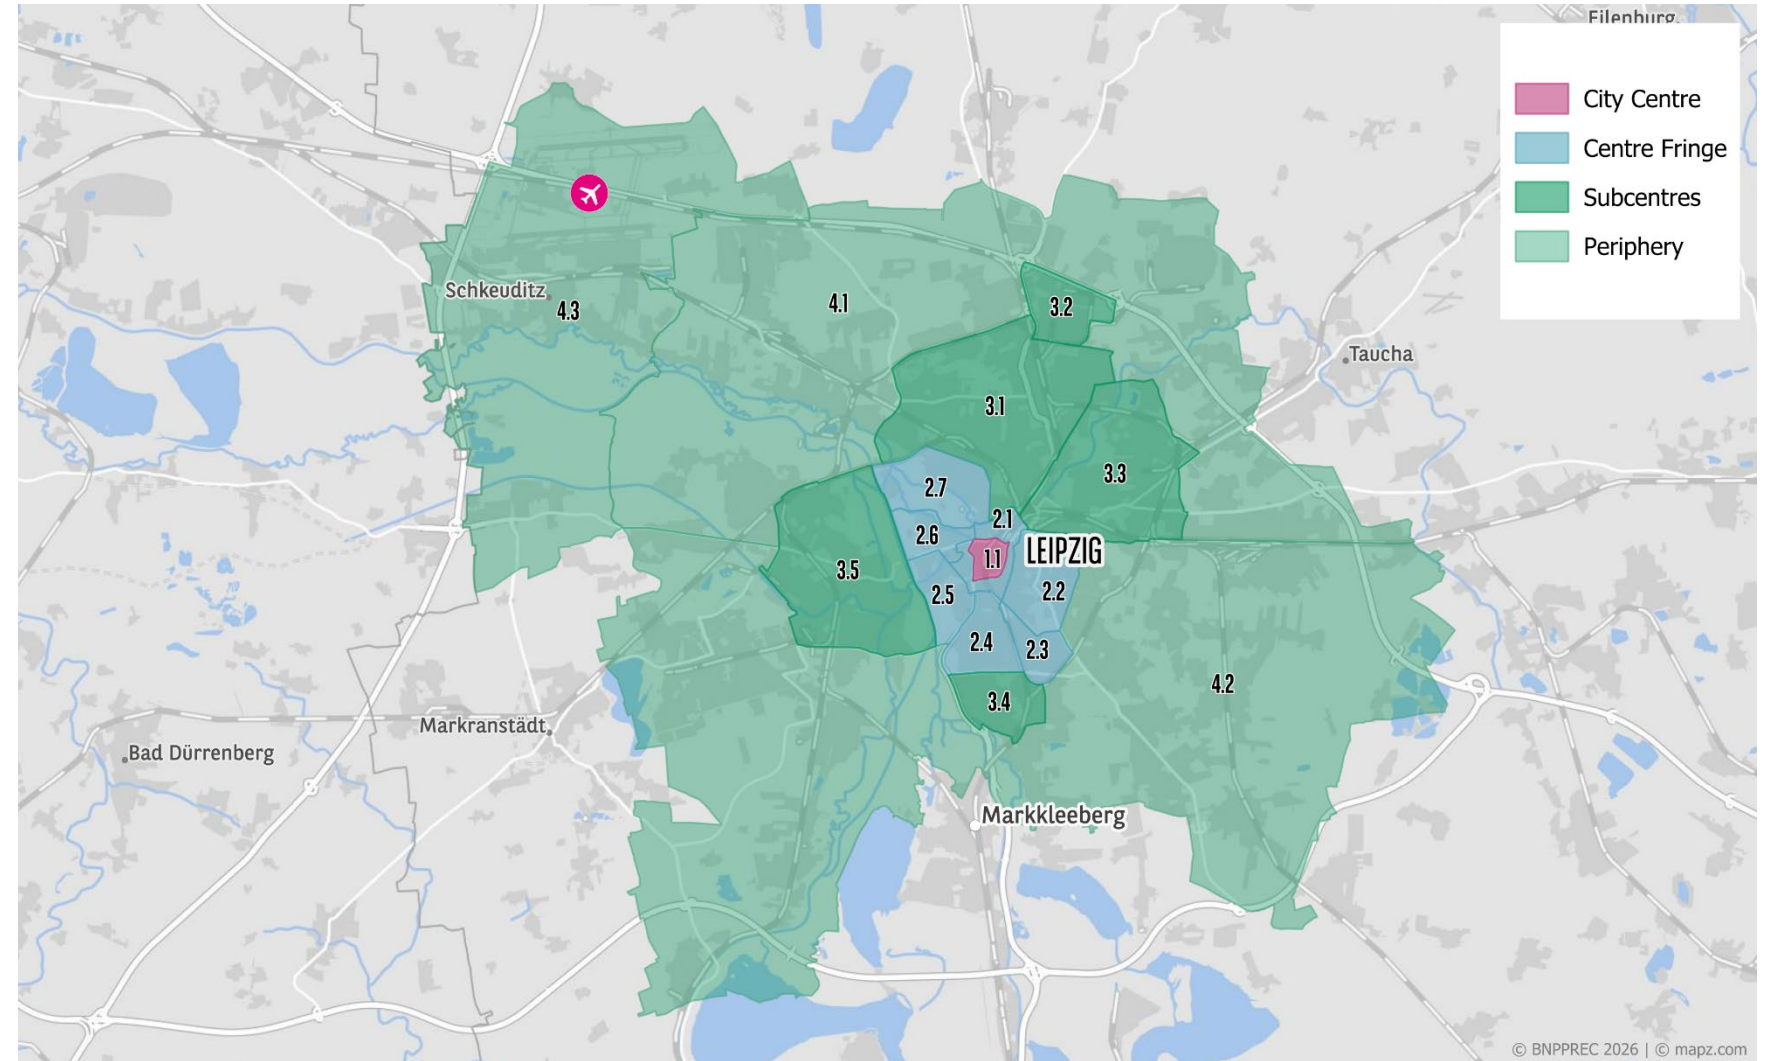 Eilenburg
City Centre
Centre Fringe
Subcentres
Periphery
Schkeuditz
4.3
4.1
3.2
Taucha
3.1
3.3
2.7
2.1
2.6
LEIPZIG
1.1
3.5
2.5
2.2
2.4
2.3
4.2
3.4
Markranstädt
Bad Dürrenberg
Markkleeberg
© BNPPREC 2026 | © mapz.com